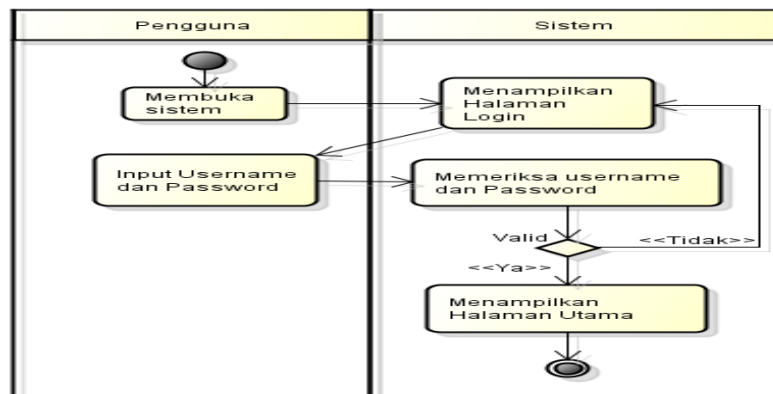 Pengguna
Sistem
Membuka
sistem
Menampilkan
Halaman
Login
Input Username
dan Password
Memeriksa username
dan Password
Valid
<<Tidak>>
<<Ya>>
Menampilkan
Halaman Utama